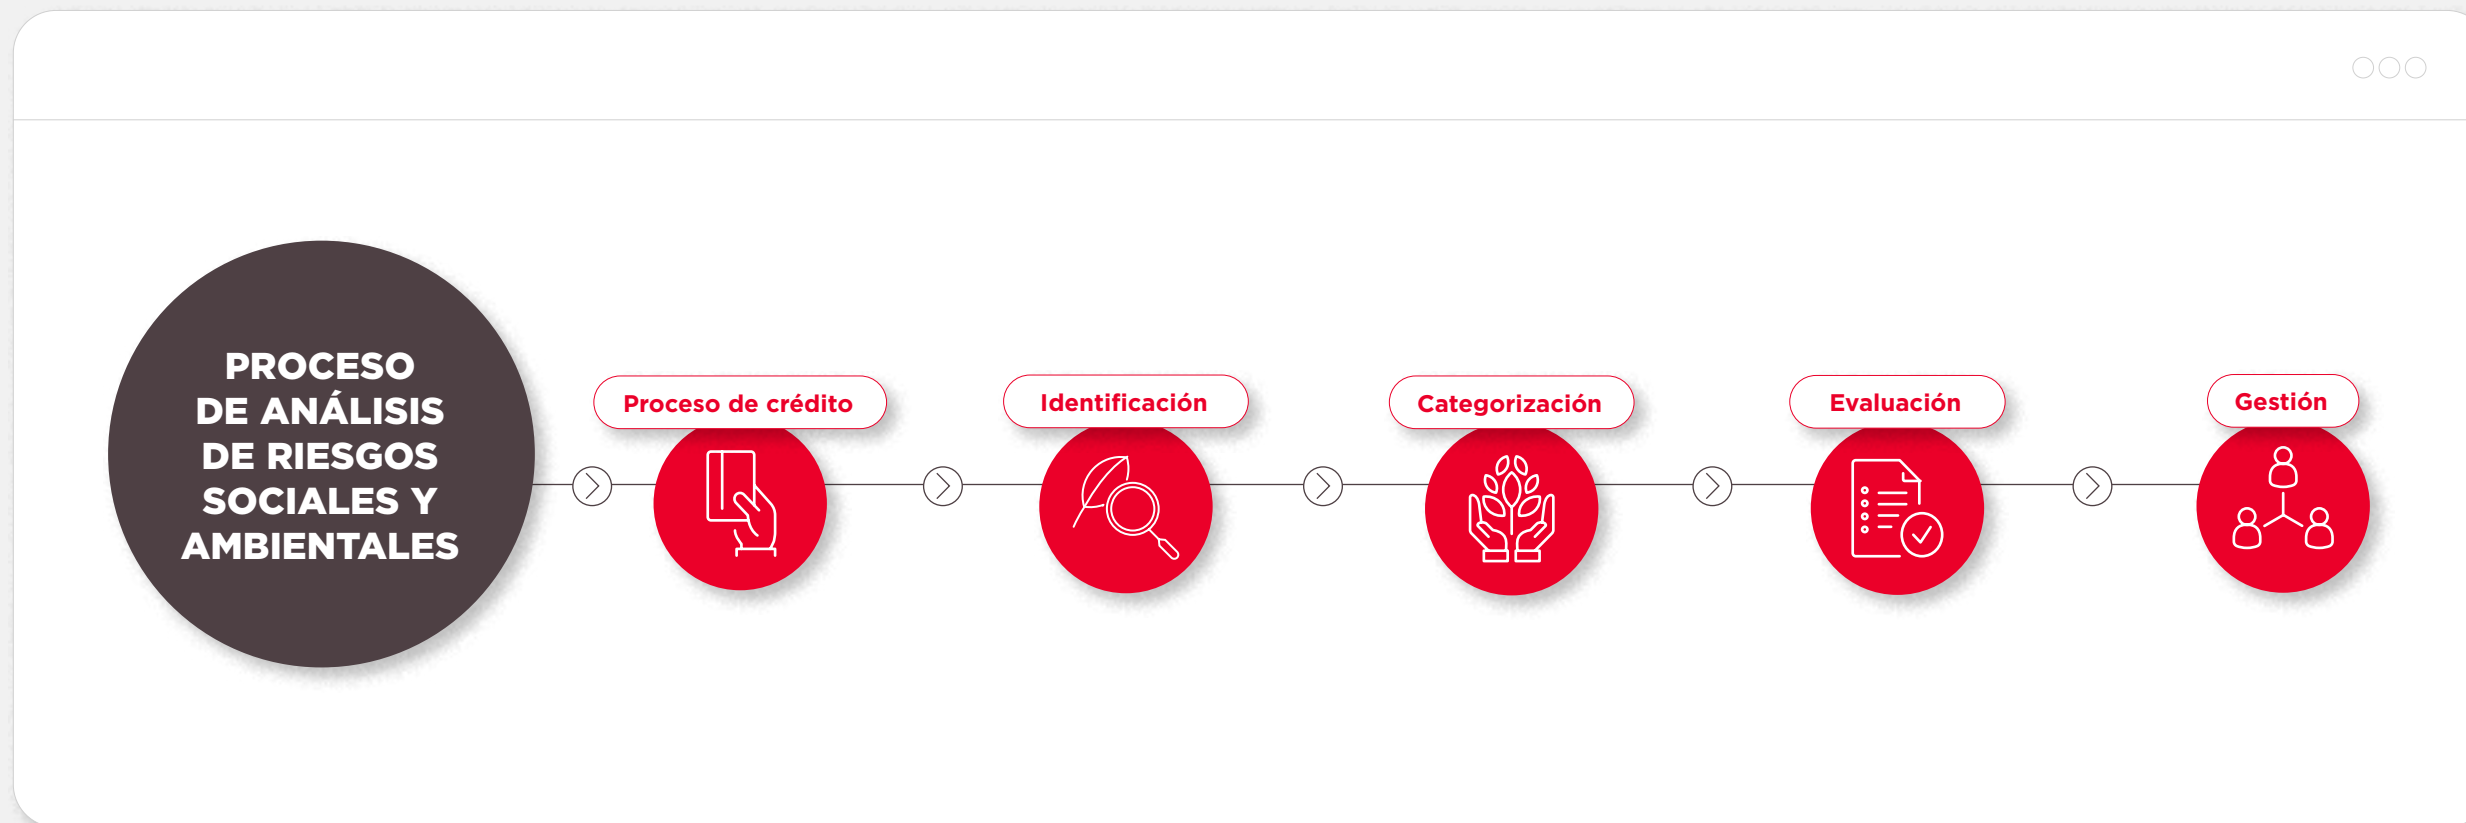 PROCESO
DE ANÁLISIS
DE RIESGOS
SOCIALES Y
AMBIENTALES
Proceso de crédito
Identificación
Categorización
Evaluación
Gestión